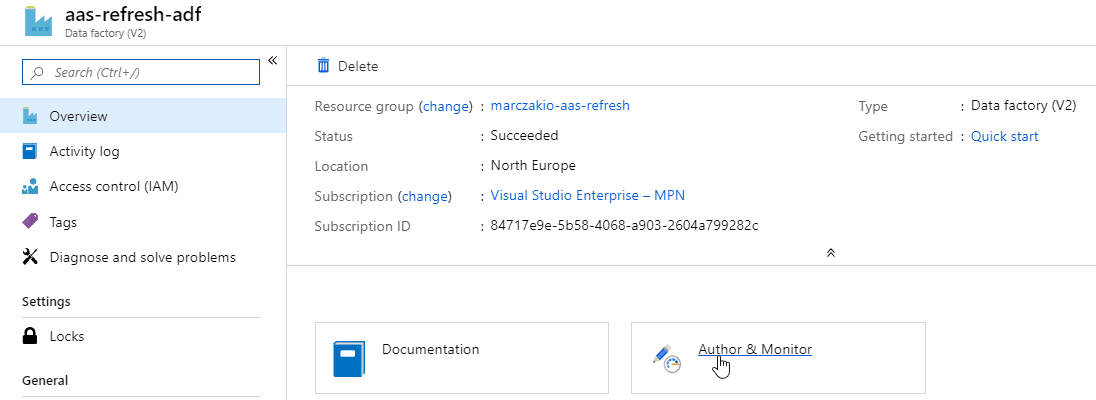 aas-refresh-adf
Data factory (V2)
Search (Ctrl+/)
«
Overview
Activity log
Access control (IAM)
Tags
Diagnose and solve problems
Settings
Locks
General
Delete
Resource group (change) : marczakio-aas-refresh
Status : Succeeded
Location : North Europe
Subscription (change) : Visual Studio Enterprise – MPN
Subscription ID : 84717e9e-5b58-4068-a903-2604a799282c
Type : Data factory (V2)
Getting started : Quick start
Documentation
Author & Monitor